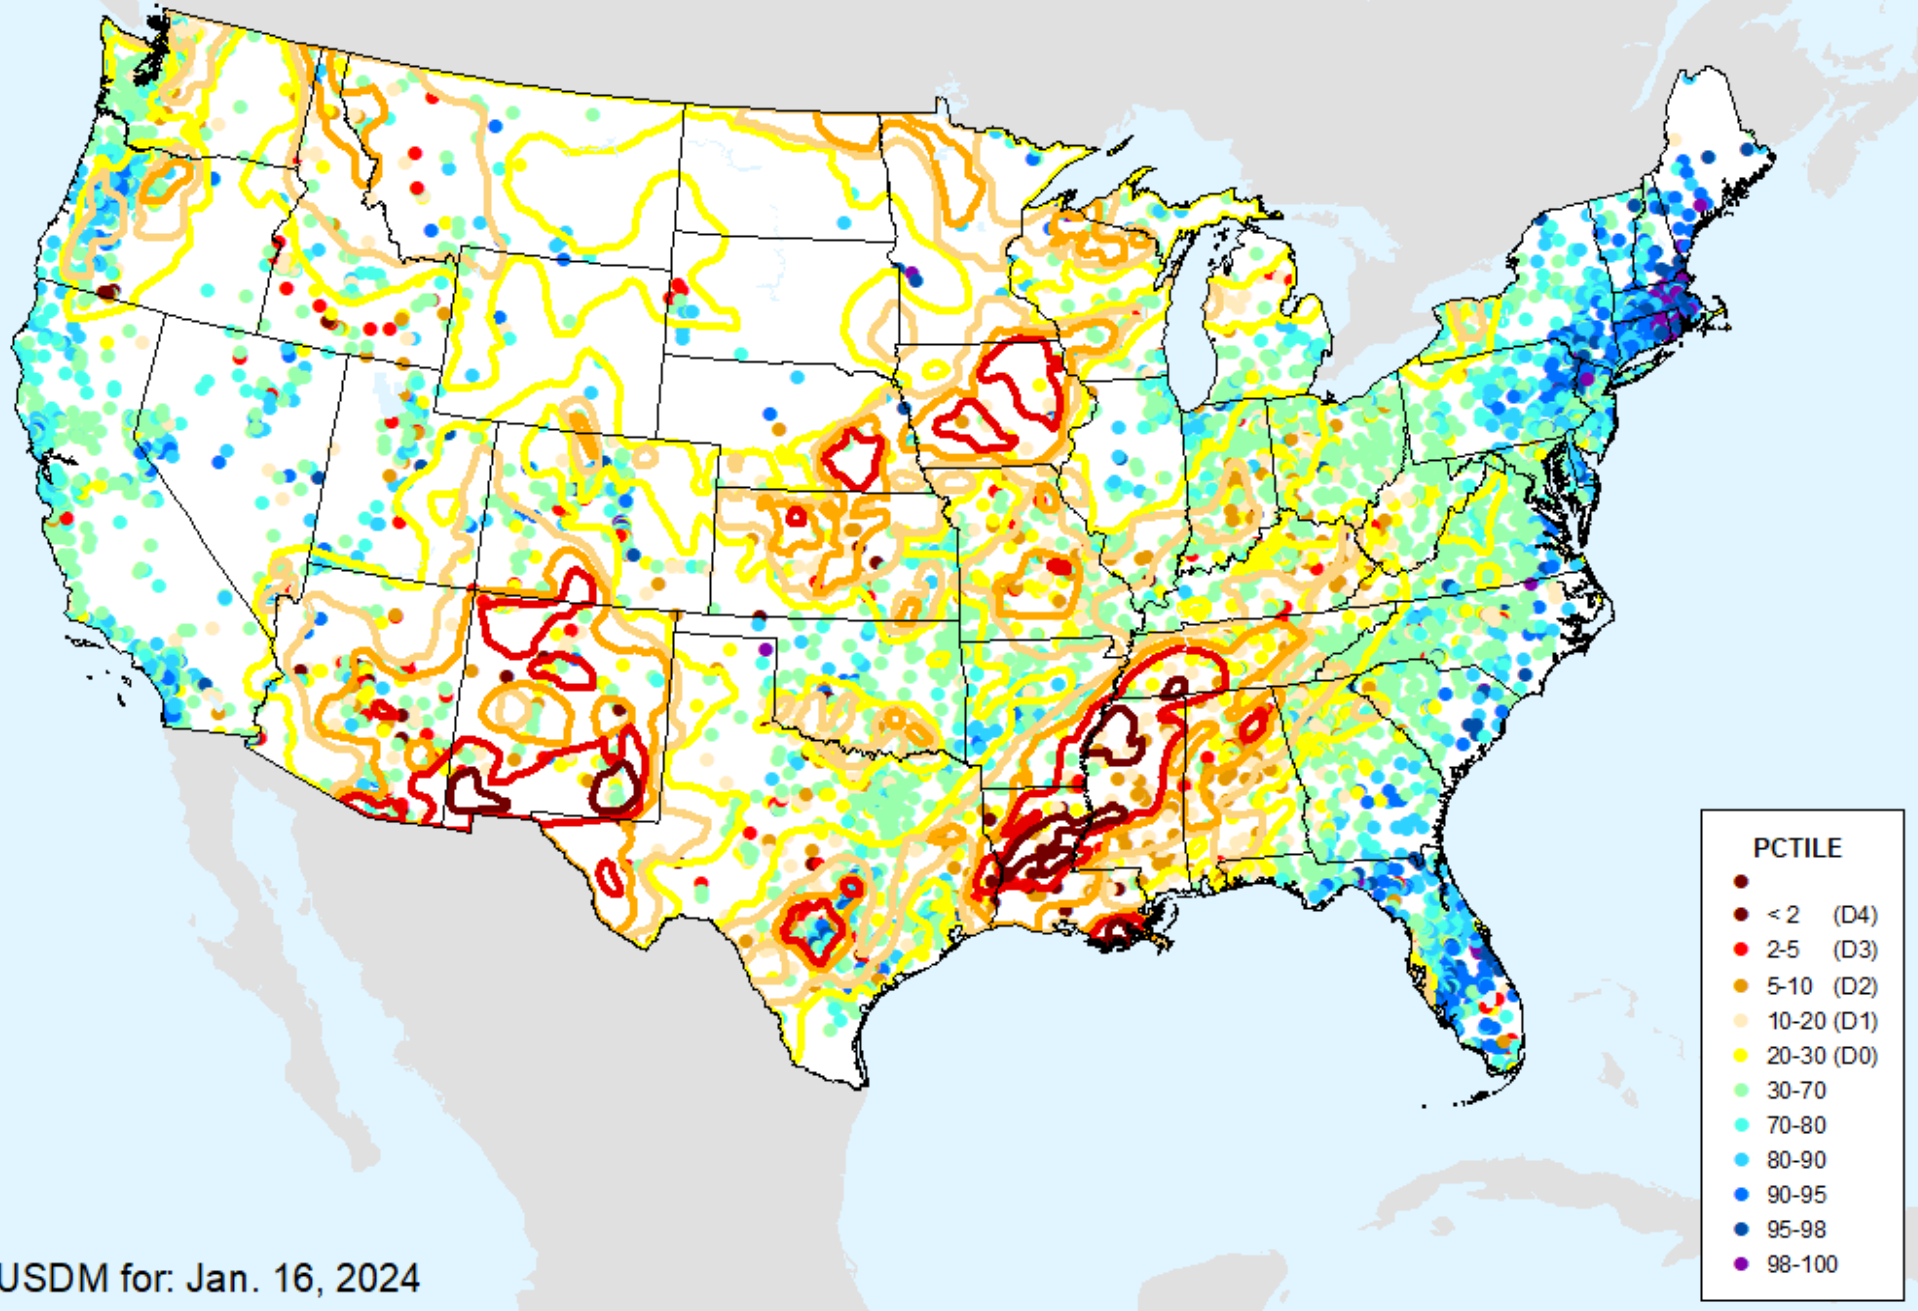 PCTILE
< 2 (D4)
2-5 (D3)
5-10 (D2)
10-20 (D1)
20-30 (D0)
30-70
70-80
80-90
90-95
95-98
98-100
USDM for: Jan. 16, 2024